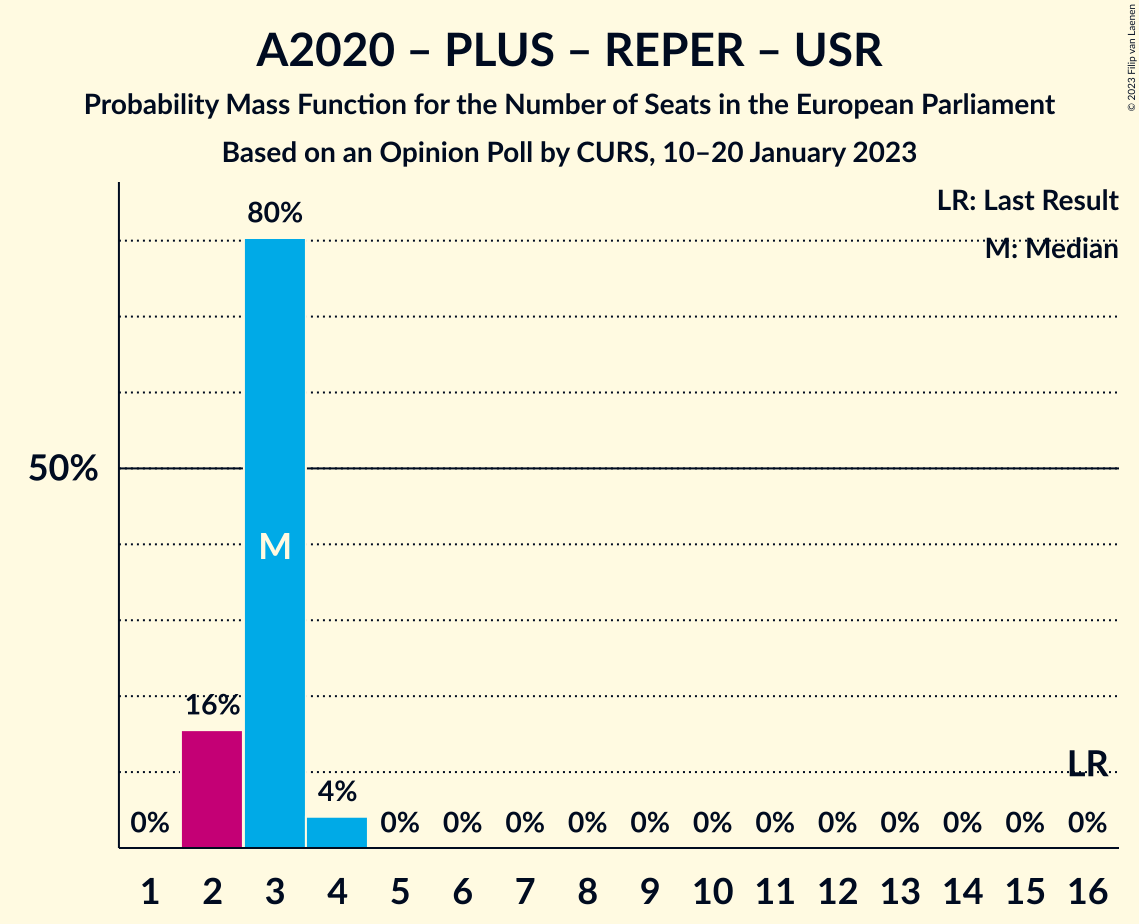 A2020 – PLUS – REPER – USR
Probability Mass Function for the Number of Seats in the European Parliament
Based on an Opinion Poll by CURS, 10–20 January 2023
© 2023 Filip van Laenen
LR: Last Result
M: Median
80%
50%
M
16%
LR
4%
0% 0% 0% 0% 0% 0% 0% 0% 0% 0% 0% 0% 0%
1 2 3 4 5 6 7 8 9 10 11 12 13 14 15 16